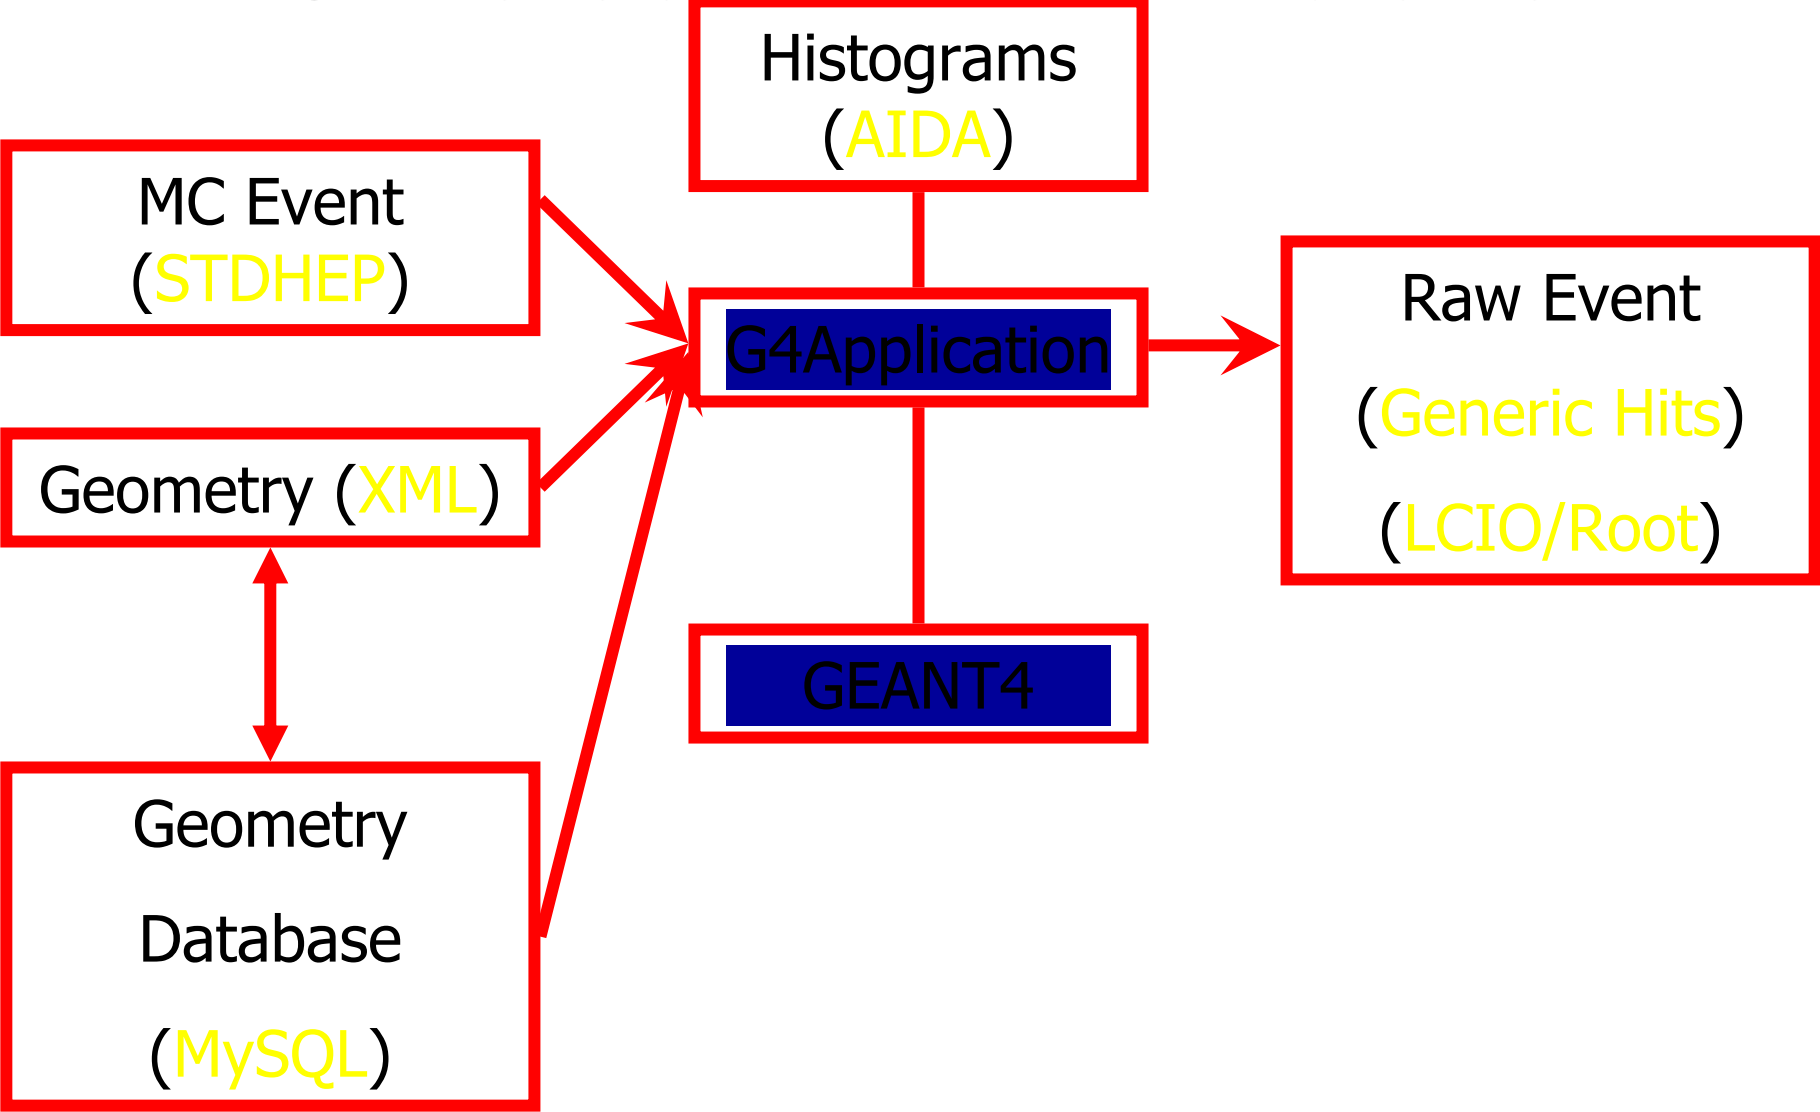 Histograms
(AIDA)
MC Event
(STDHEP)
Raw Event
(Generic Hits)
(LCIO/Root)
G4Application
Geometry (XML)
GEANT4
Geometry
Database
(MySQL)